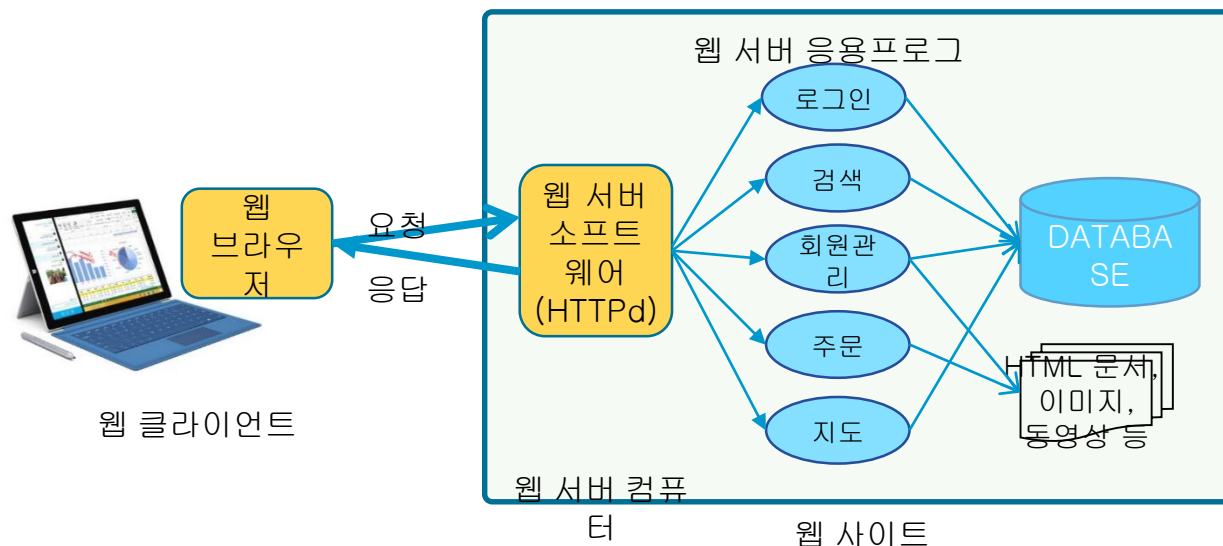 웹 서버 응용프로그
로그인
검색
회원관
리
주문
지도
웹
브라우
저
요청
응답
웹 서버
소프트
웨어
(HTTPd)
DATABA
SE
HTML 문서,
이미지,
동영상 등
웹 클라이언트
웹 서버 컴퓨
터
웹 사이트